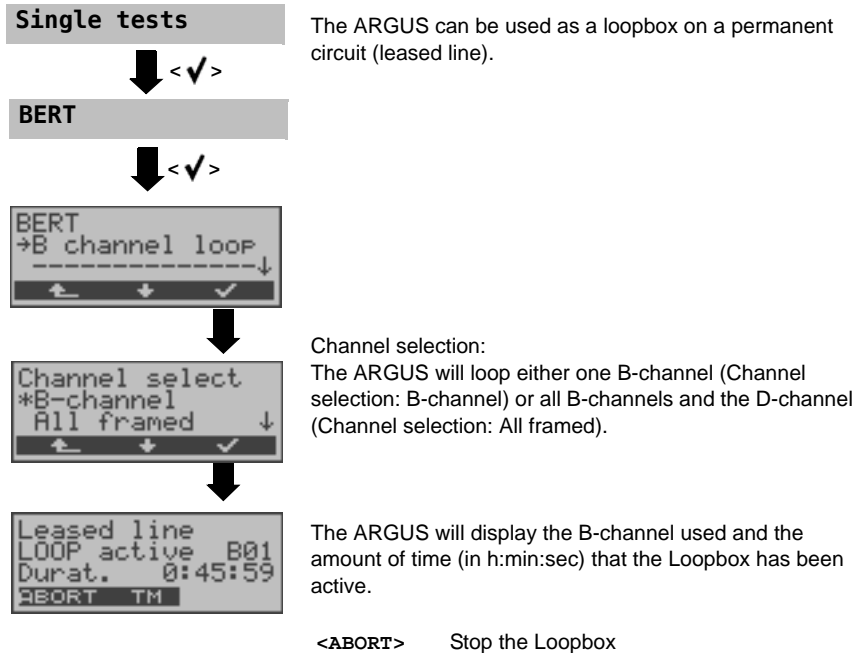 Single tests
The ARGUS can be used as a loopbox on a permanent
circuit (leased line).
<✓>
BERT
<✓>
BERT
→B channel loop
---------------↓
Channel selection:
The ARGUS will loop either one B-channel (Channel
selection: B-channel) or all B-channels and the D-channel
(Channel selection: All framed).
Channel select
*B-channel
All framed ↓
Leased line
LOOP active B01
Durat. 0:45:59
ABORT TM
The ARGUS will display the B-channel used and the
amount of time (in h:min:sec) that the Loopbox has been
active.
<ABORT> Stop the Loopbox